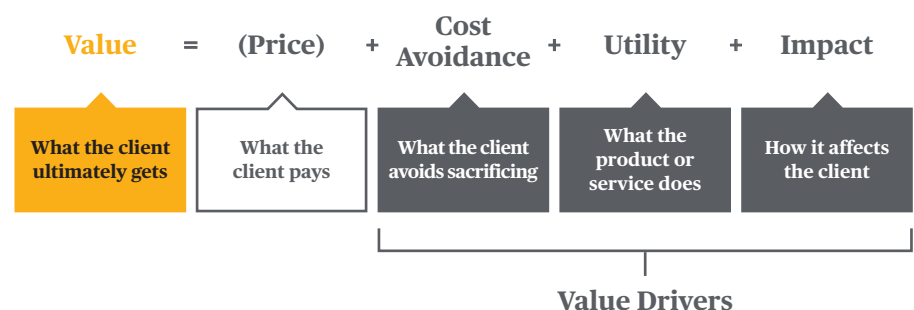 Value = (Price) + Cost Avoidance + Utility + Impact
What the client
ultimately gets
What the
client pays
What the client
avoids sacrificing
What the
product or
service does
How it affects
the client
Value Drivers